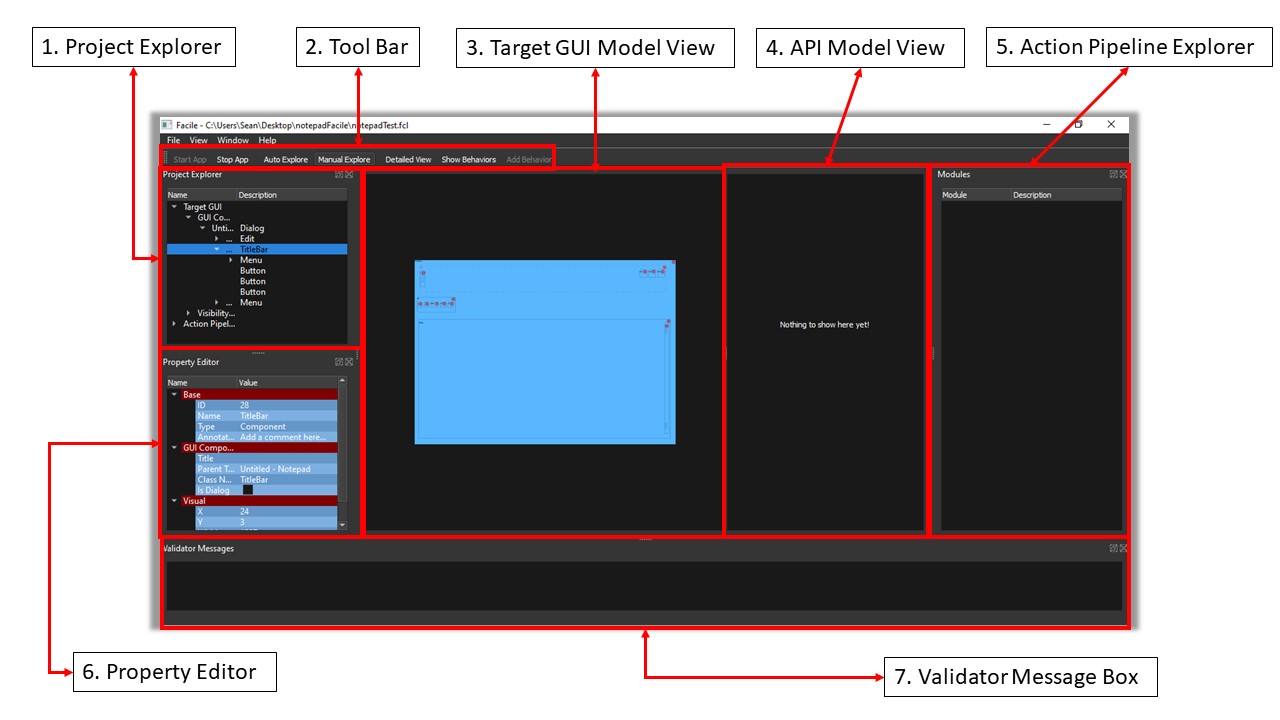 1. Project Explorer
2. Tool Bar
3. Target GUI Model View
4. API Model View
5. Action Pipeline Explorer
Facile - C:\Users\Sean\Desktop\notepadFacile\notepadTest.fcl
File View Window Help
Start App Stop App Auto Explore Manual Explore Detailed View Show Behaviors Add Behavior
Project Explorer
Name Description
Target GUI
GUI Co...
Unti... Dialog
... Edit
... TitleBar
Menu
Button
Button
Button
... Menu
Visibility...
Action Pipel...
Nothing to show here yet!
Modules
Module Description
Property Editor
Name Value
Base
ID 28
Name TitleBar
Type Component
Annotat... Add a comment here...
GUI Compo...
Title
Parent T... Untitled - Notepad
Class N... TitleBar
Is Dialog
Visual
X 24
Y 3
Validator Messages
6. Property Editor
7. Validator Message Box